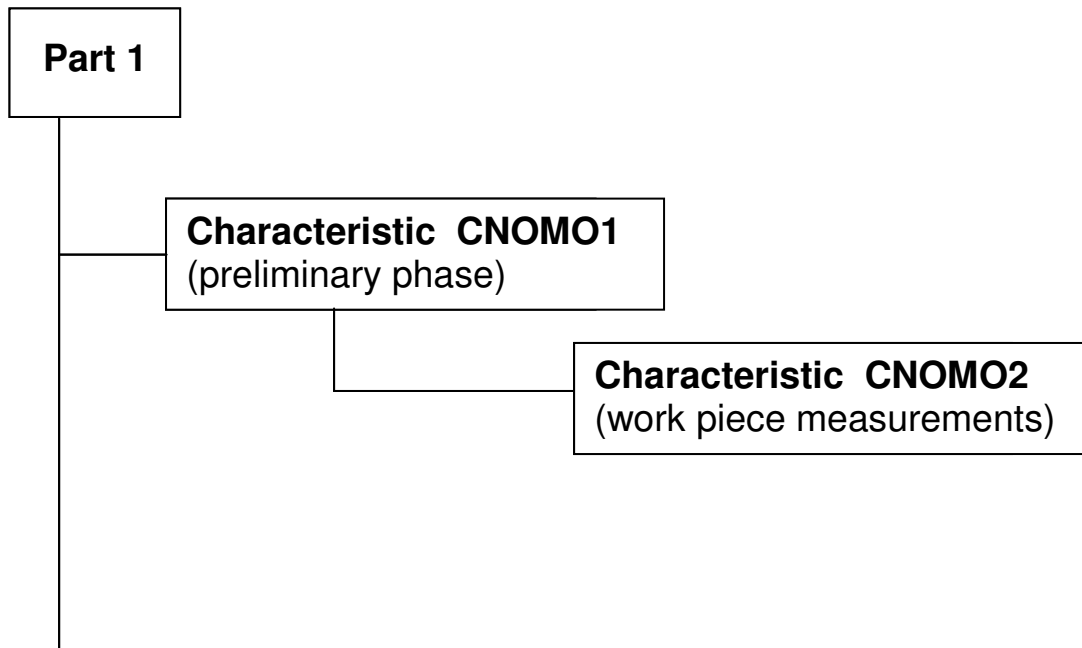 Part 1
Characteristic CNOMO1
(preliminary phase)
Characteristic CNOMO2
(work piece measurements)